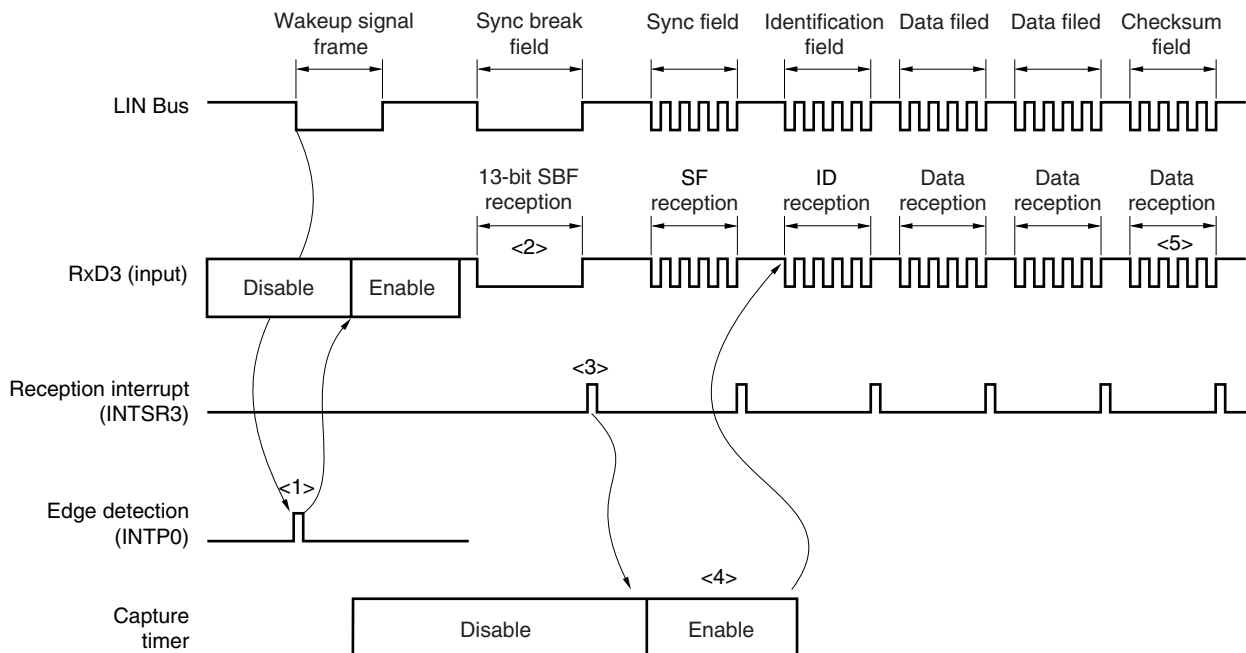 Wakeup signal
frame
Sync break
field
Sync field
Identification
field
Data filed
Data filed
Checksum
field
LIN Bus
13-bit SBF
reception
SF
reception
ID
reception
Data
reception
Data
reception
Data
reception
<2>
<5>
RxD3 (input)
Disable
Enable
Reception interrupt
(INTSR3)
<3>
Edge detection
(INTP0)
<1>
Capture
timer
Disable
Enable
<4>